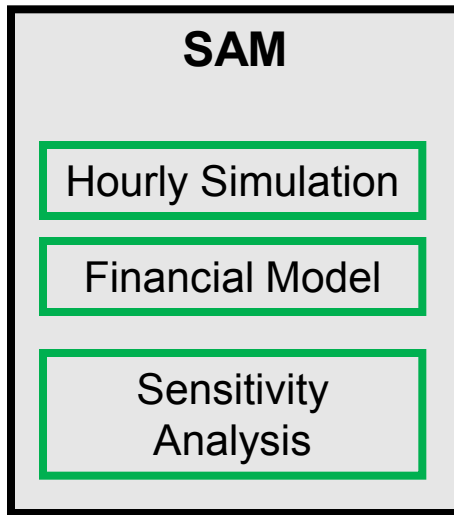 SAM
Hourly Simulation
Financial Model
Sensitivity
Analysis